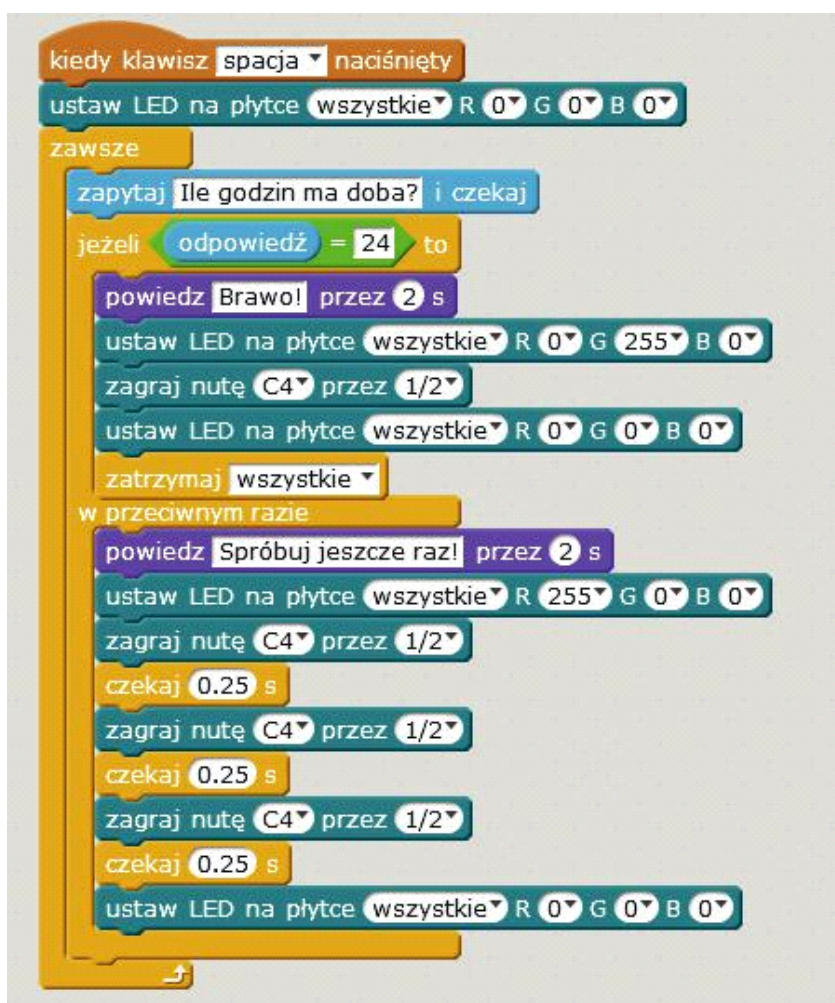 kiedy klawisz spacja naciśnięty
ustaw LED na płytce wszystkie R 0 G 0 B 0
zawsze
zapytaj Ile godzin ma doba? i czekaj
jeżeli odpowiedź = 24 to
powiedz Brawo! przez 2 s
ustaw LED na płytce wszystkie R 0 G 255 B 0
zagraj nutę C4 przez 1/2
ustaw LED na płytce wszystkie R 0 G 0 B 0
zatrzymaj wszystkie
w przeciwnym razie
powiedz Spróbuj jeszcze raz! przez 2 s
ustaw LED na płytce wszystkie R 255 G 0 B 0
zagraj nutę C4 przez 1/2
czekaj 0.25 s
zagraj nutę C4 przez 1/2
czekaj 0.25 s
zagraj nutę C4 przez 1/2
czekaj 0.25 s
ustaw LED na płytce wszystkie R 0 G 0 B 0